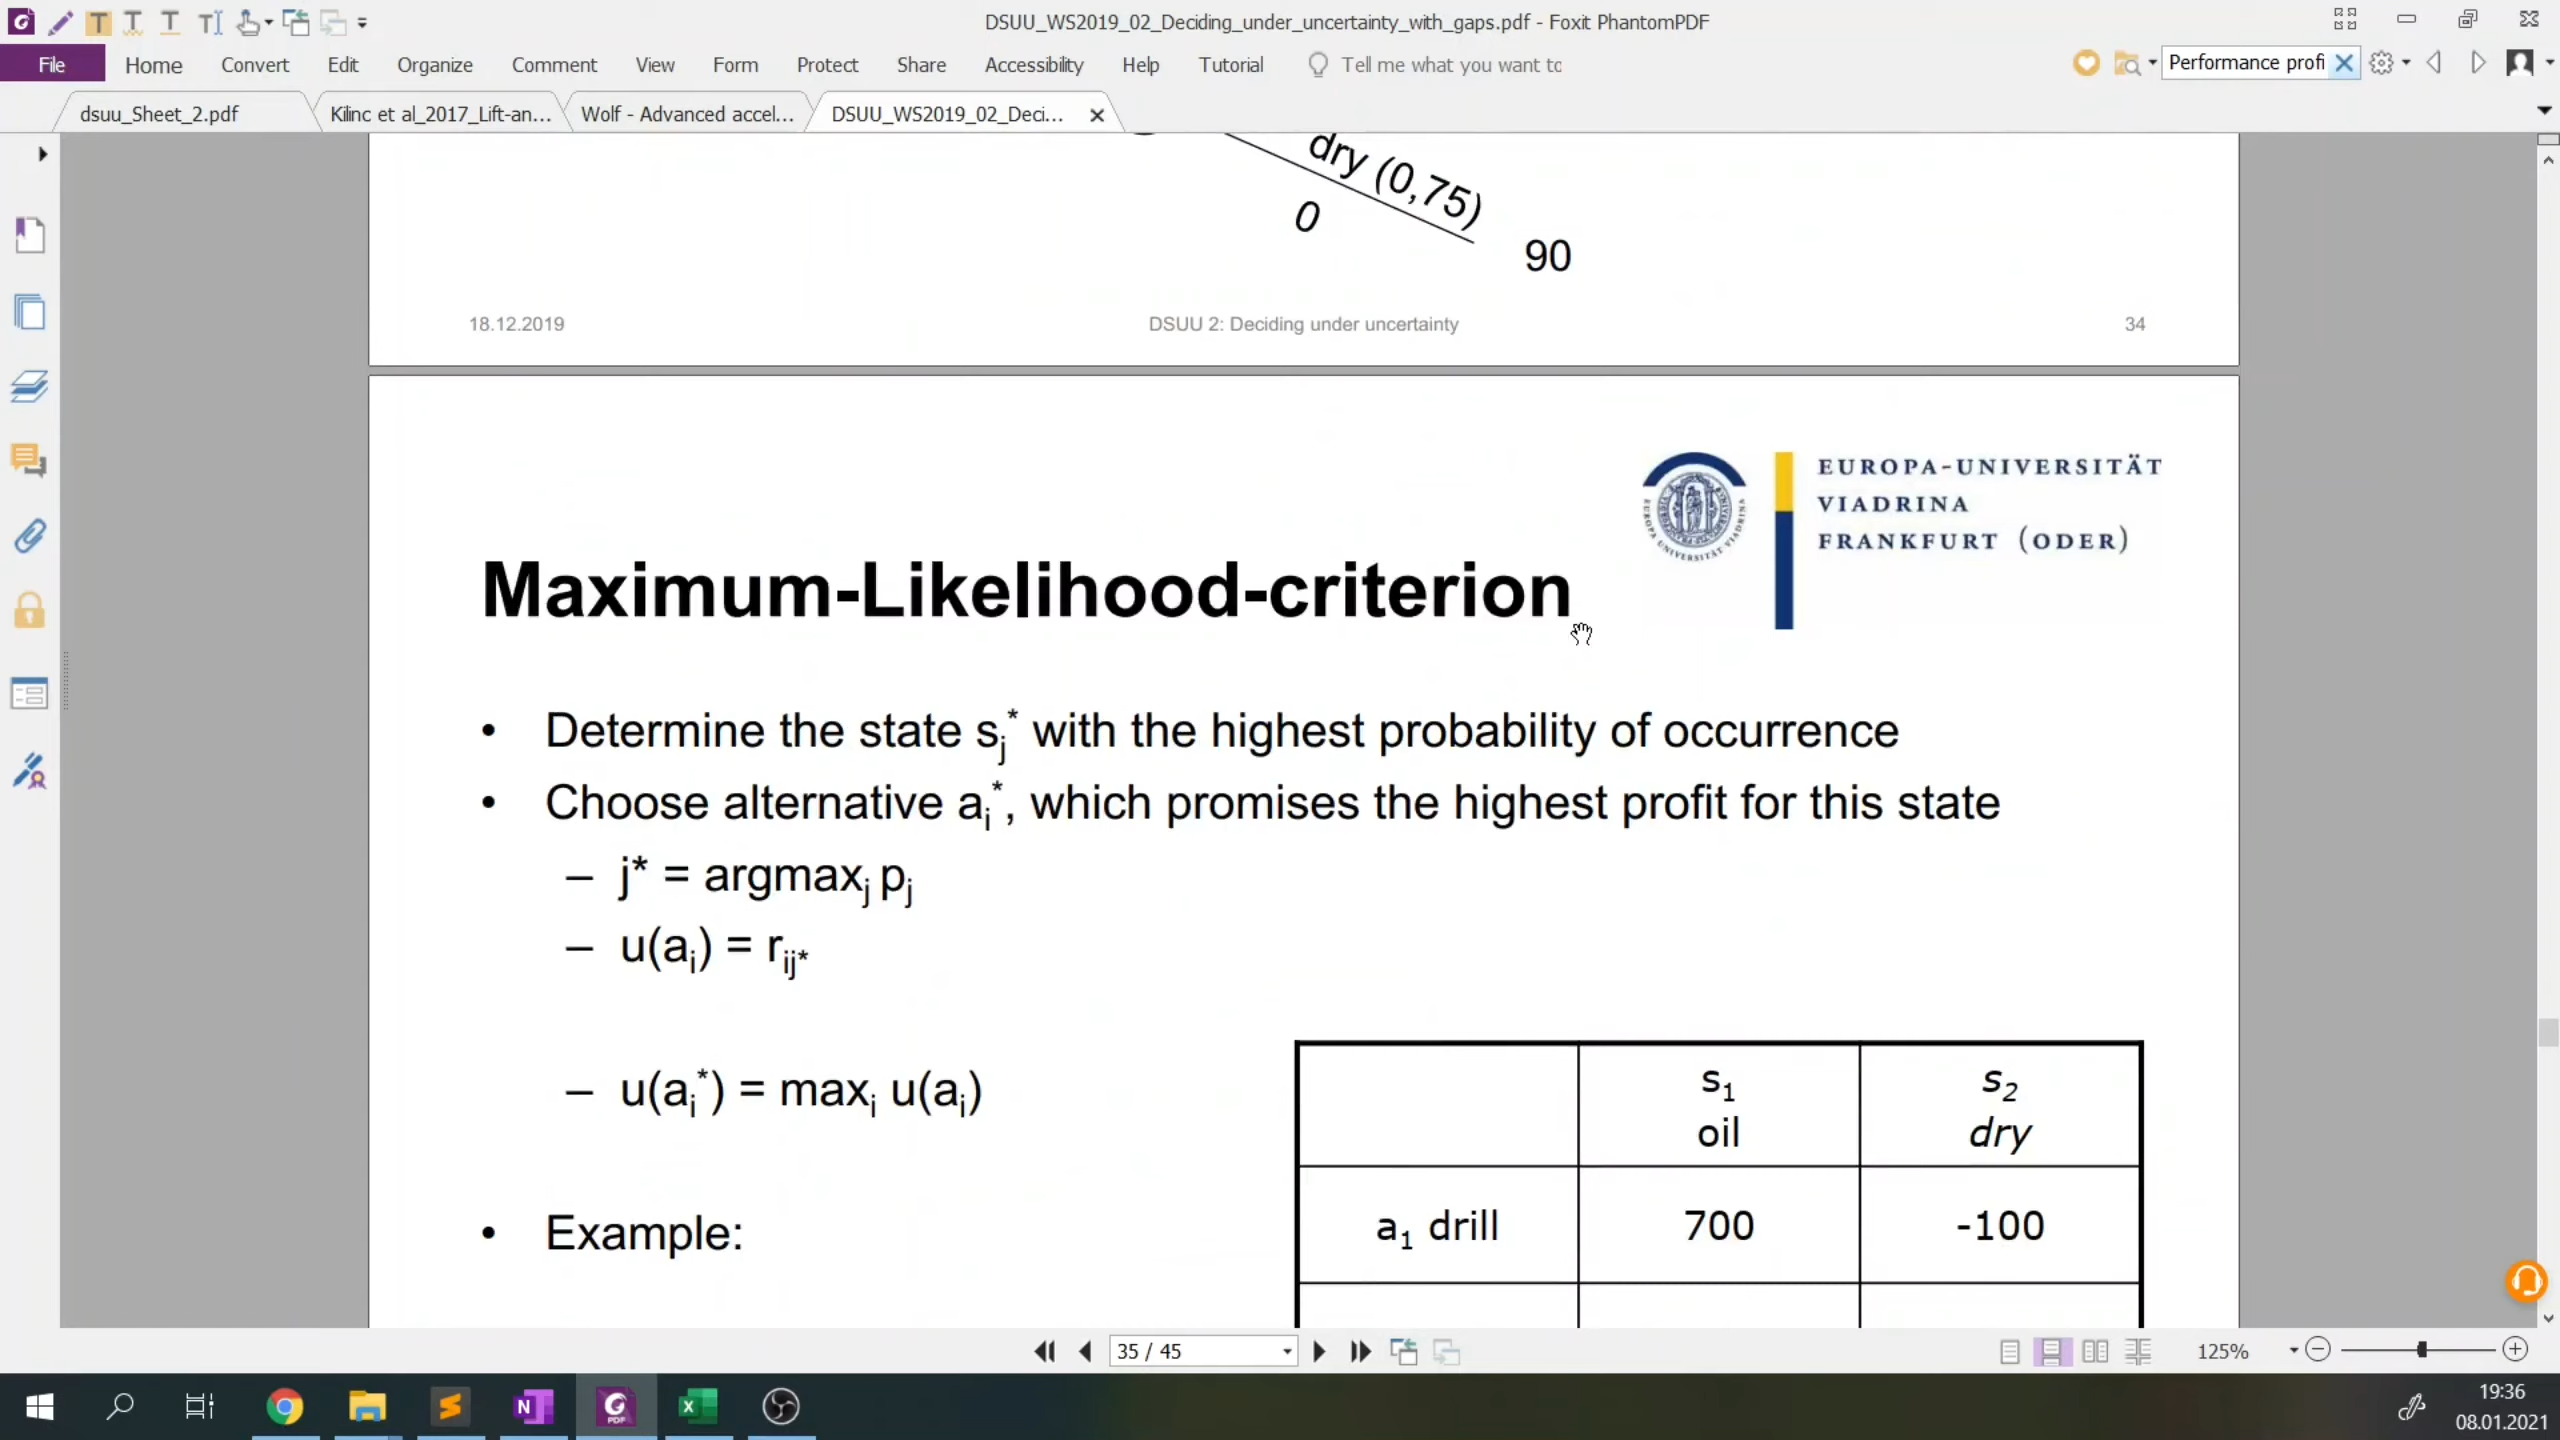 DSUU_WS2019_02_Deciding_under_uncertainty_with_gaps.pdf - Foxit PhantomPDF
File Home Convert Edit Organize Comment View Form Protect Share Accessibility Help Tutorial Tell me what you want to Performance profi
dsuu_Sheet_2.pdf Kilinc et al_2017_Lift-an... Wolf - Advanced accel... DSUU_WS2019_02_Deci...
dry (0,75)
0
90
18.12.2019 DSUU 2: Deciding under uncertainty 34
EUROPA-UNIVERSITÄT
VIADRINA
FRANKFURT (ODER)
Maximum-Likelihood-criterion
• Determine the state sj* with the highest probability of occurrence
• Choose alternative ai*, which promises the highest profit for this state
– j* = argmaxj pj
– u(ai) = rij*
– u(ai*) = maxi u(ai)
• Example:
s1 oil s2 dry
a1 drill 700 -100
35 / 45 125%
19:36
08.01.2021